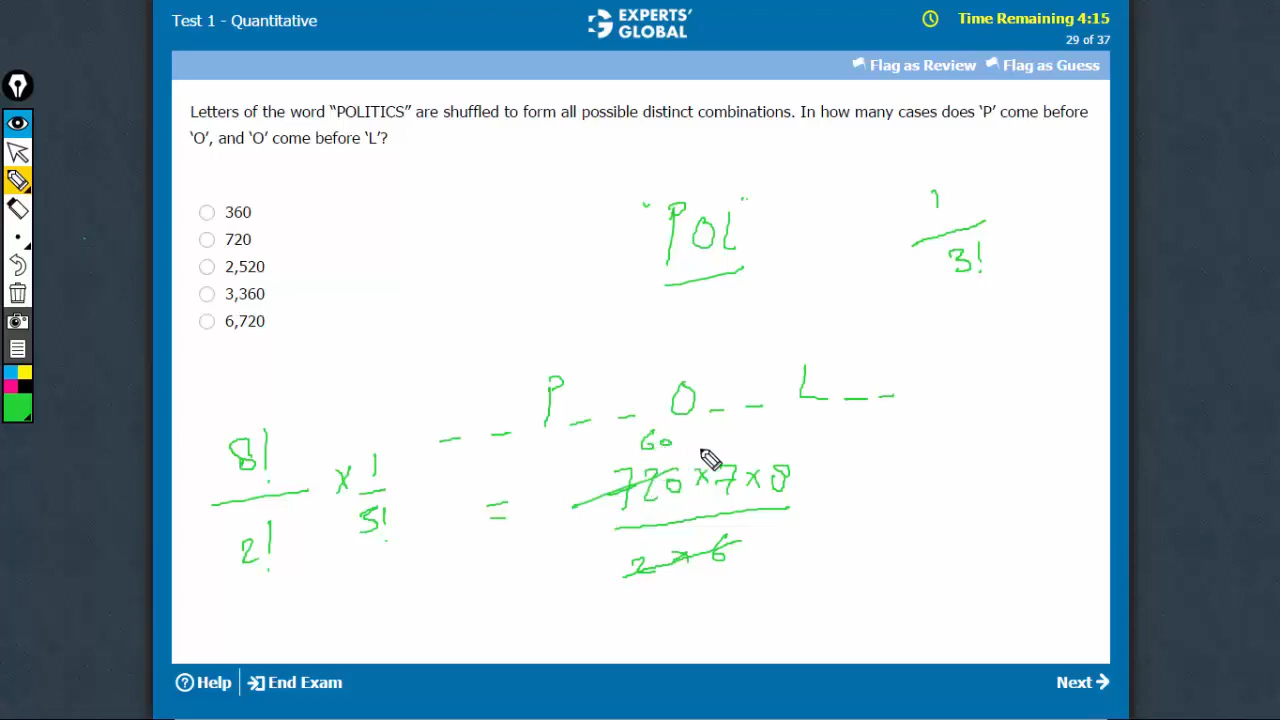 Test 1 - Quantitative
EXPERTS'
GLOBAL
Time Remaining 4:15
29 of 37
Flag as Review Flag as Guess
Letters of the word “POLITICS” are shuffled to form all possible distinct combinations. In how many cases does ‘P’ come before
‘O’, and ‘O’ come before ‘L’?
360
720
2,520
3,360
6,720
"POL"
1
3!
_ _ P _ _ O _ _ L _ _
60
8! / 2! × 1 / 3! = 720 × 7 × 8
2 × 6
Help End Exam Next